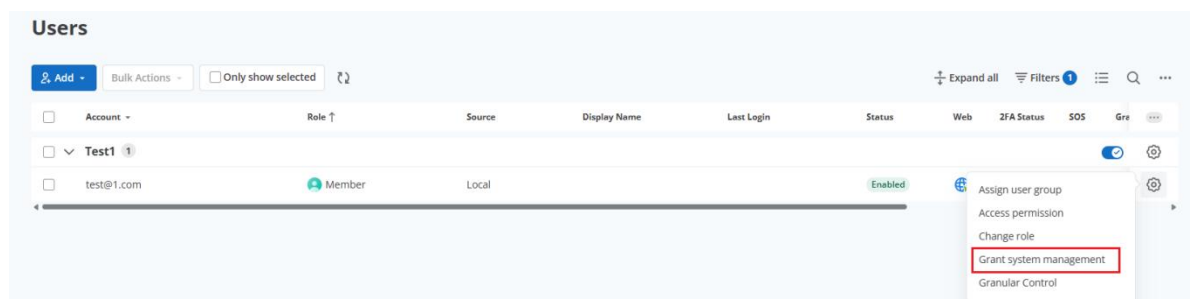 Users
Add
Bulk Actions
Only show selected
Expand all
Filters 1
Account
Role ↑
Source
Display Name
Last Login
Status
Web
2FA Status
SOS
Gra
Test1 1
test@1.com
Member
Local
Enabled
Assign user group
Access permission
Change role
Grant system management
Granular Control